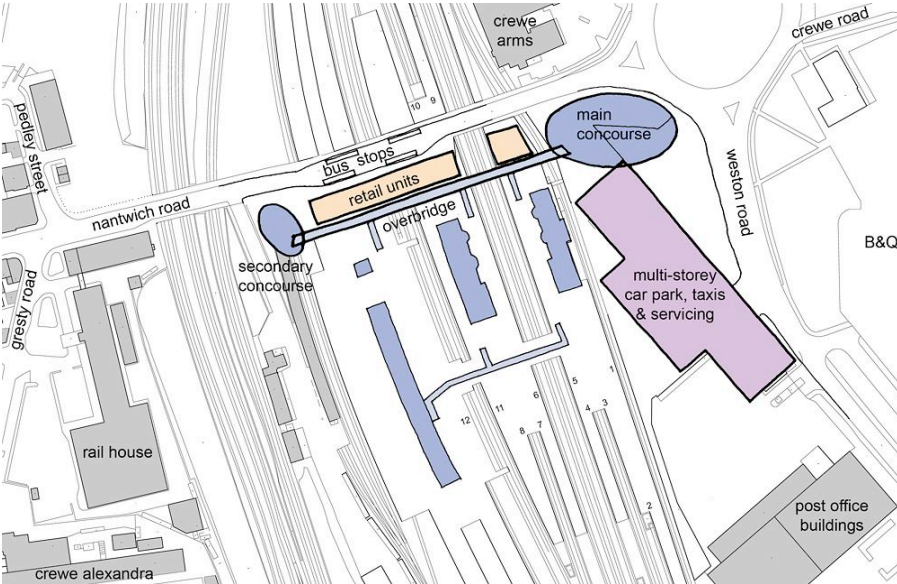 crewe
arms
crewe road
pedley street
10
9
main
concourse
bus stops
retail units
weston road
nantwich road
overbridge
B&Q
secondary
concourse
gresty road
multi-storey
car park, taxis
& servicing
1
5
6
3
4
12
11
7
8
rail house
2
post office
buildings
crewe alexandra